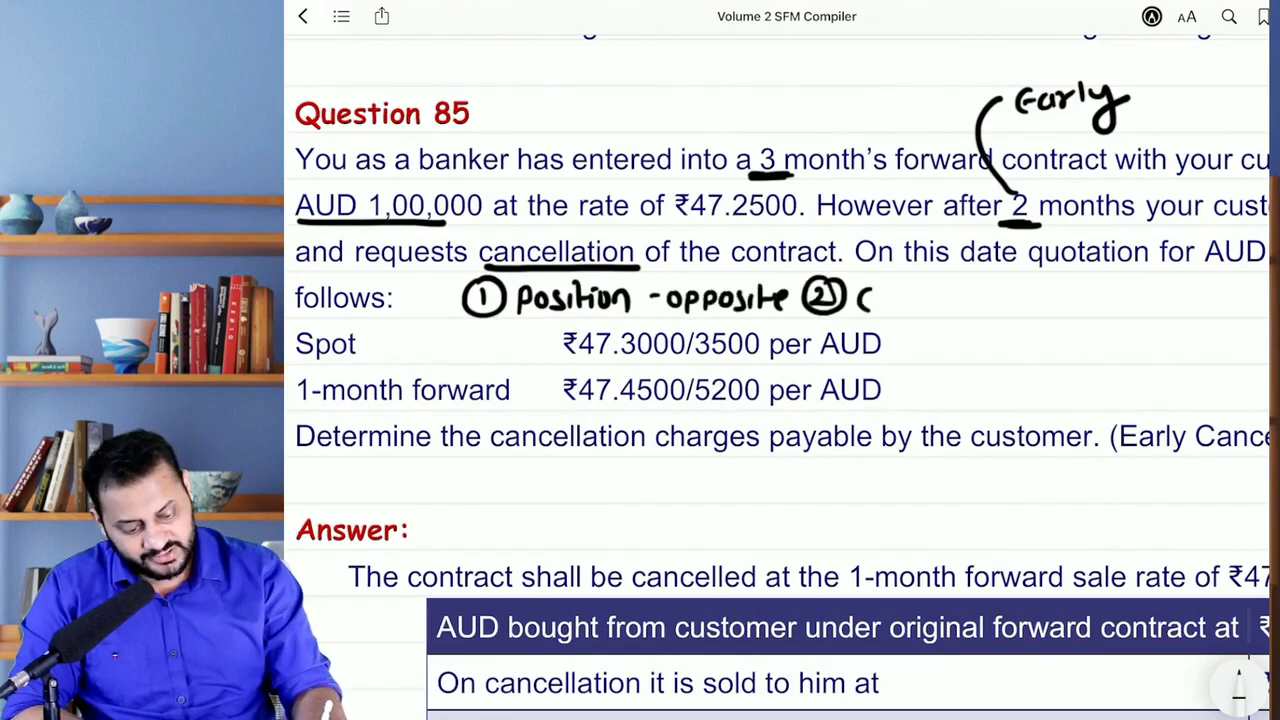 Volume 2 SFM Compiler
AA
Early
Question 85
You as a banker has entered into a 3 month's forward contract with your cu
AUD 1,00,000 at the rate of ₹47.2500. However after 2 months your cust
and requests cancellation of the contract. On this date quotation for AUD
follows: ① Position - opposite ② C
Spot ₹47.3000/3500 per AUD
1-month forward ₹47.4500/5200 per AUD
Determine the cancellation charges payable by the customer. (Early Cance
Answer:
The contract shall be cancelled at the 1-month forward sale rate of ₹47
AUD bought from customer under original forward contract at ₹
On cancellation it is sold to him at